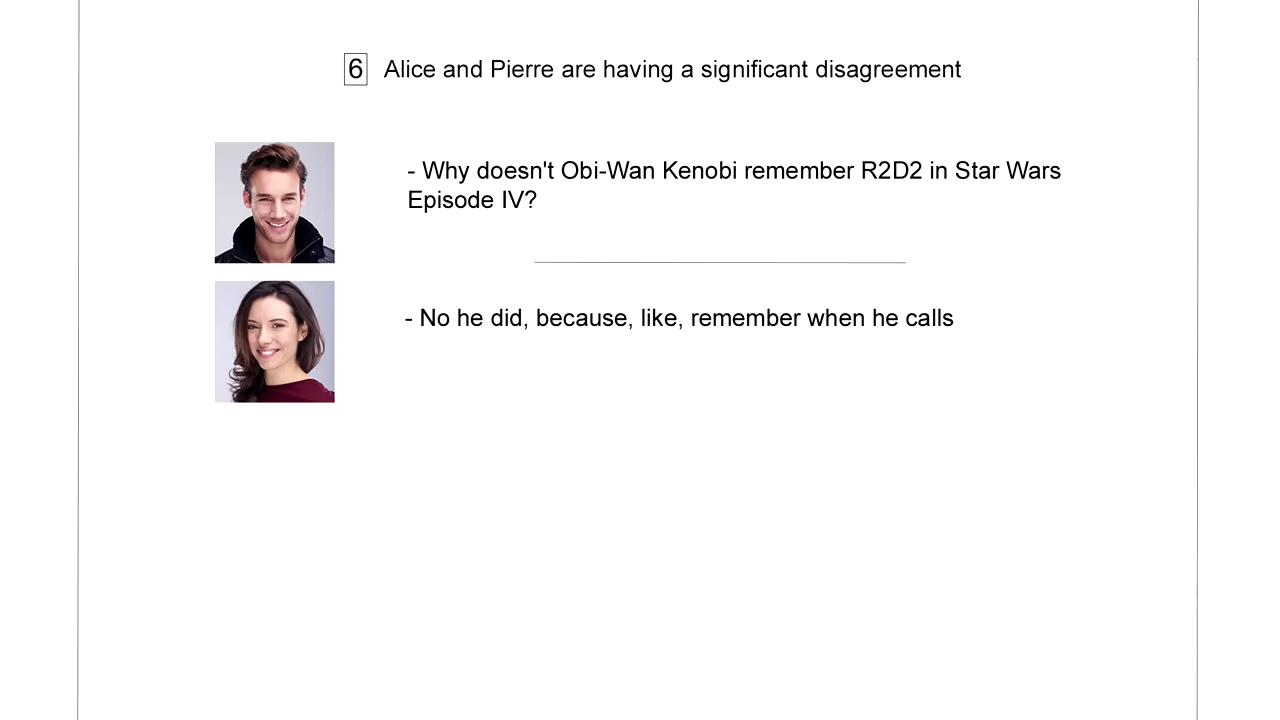 6 Alice and Pierre are having a significant disagreement
- Why doesn't Obi-Wan Kenobi remember R2D2 in Star Wars
Episode IV?
- No he did, because, like, remember when he calls